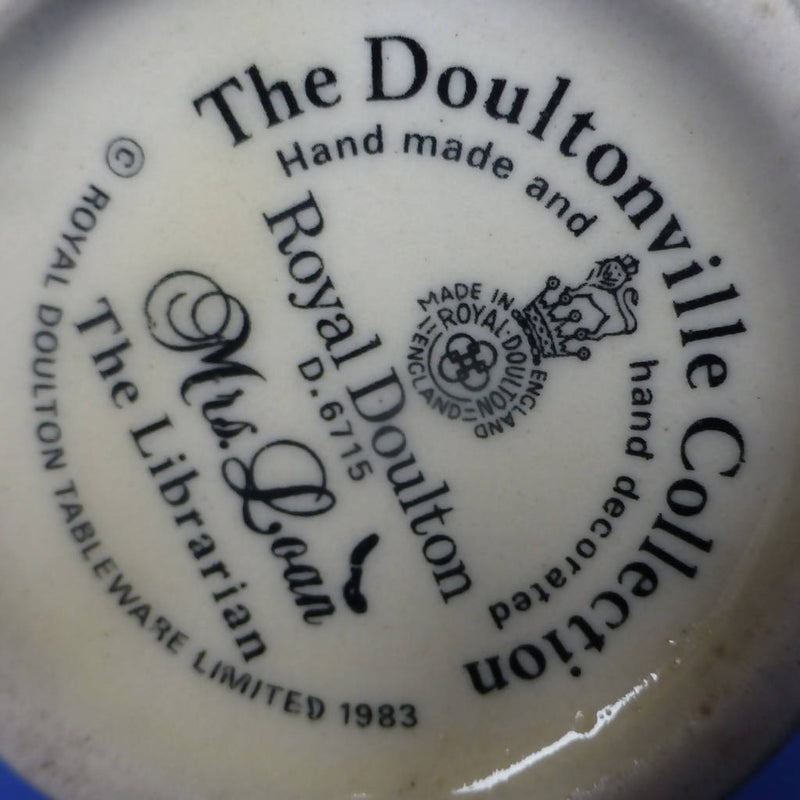 The Doultonville Collection
Hand made and hand decorated
MADE IN ENGLAND
ROYAL·DOULTON
ENGLAND
Royal Doulton
D.6715
Mrs. Loan
The Librarian
© ROYAL DOULTON TABLEWARE LIMITED 1983